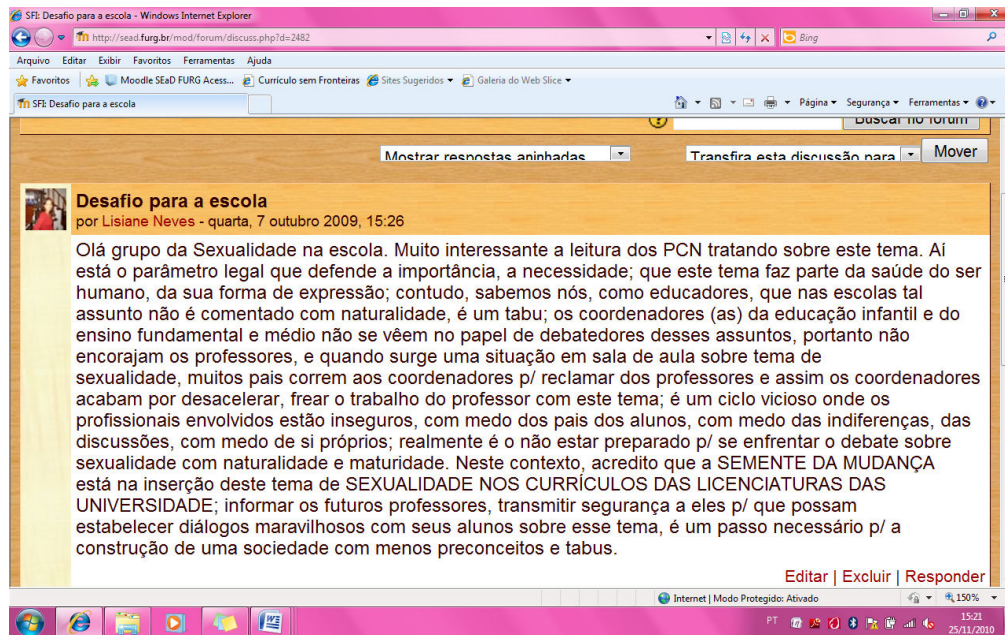 SFI: Desafio para a escola - Windows Internet Explorer
http://sead.furg.br/mod/forum/discuss.php?d=2482
Bing
Arquivo Editar Exibir Favoritos Ferramentas Ajuda
Favoritos Moodle SEaD FURG Acess... Currículo sem Fronteiras Sites Sugeridos Galeria do Web Slice
SFI: Desafio para a escola
Página Segurança Ferramentas
Buscar no fórum
Mostrar respostas aninhadas Transfira esta discussão para Mover
Desafio para a escola
por Lisiane Neves - quarta, 7 outubro 2009, 15:26
Olá grupo da Sexualidade na escola. Muito interessante a leitura dos PCN tratando sobre este tema. Aí
está o parâmetro legal que defende a importância, a necessidade; que este tema faz parte da saúde do ser
humano, da sua forma de expressão; contudo, sabemos nós, como educadores, que nas escolas tal
assunto não é comentado com naturalidade, é um tabu; os coordenadores (as) da educação infantil e do
ensino fundamental e médio não se vêem no papel de debatedores desses assuntos, portanto não
encorajam os professores, e quando surge uma situação em sala de aula sobre tema de
sexualidade, muitos pais correm aos coordenadores p/ reclamar dos professores e assim os coordenadores
acabam por desacelerar, frear o trabalho do professor com este tema; é um ciclo vicioso onde os
profissionais envolvidos estão inseguros, com medo dos pais dos alunos, com medo das indiferenças, das
discussões, com medo de si próprios; realmente é o não estar preparado p/ se enfrentar o debate sobre
sexualidade com naturalidade e maturidade. Neste contexto, acredito que a SEMENTE DA MUDANÇA
está na inserção deste tema de SEXUALIDADE NOS CURRÍCULOS DAS LICENCIATURAS DAS
UNIVERSIDADE; informar os futuros professores, transmitir segurança a eles p/ que possam
estabelecer diálogos maravilhosos com seus alunos sobre esse tema, é um passo necessário p/ a
construção de uma sociedade com menos preconceitos e tabus.
Editar | Excluir | Responder
Internet | Modo Protegido: Ativado 150%
PT 15:21
25/11/2010